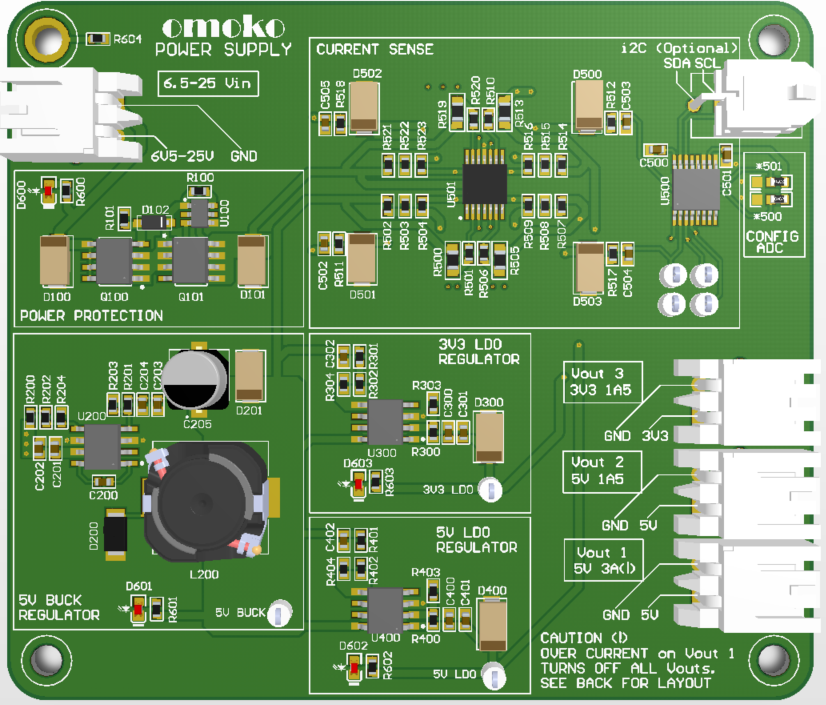 omoko
POWER SUPPLY
R604
6.5-25 Vin
6V5-25V GND
CURRENT SENSE
i2C (Optional)
SDA SCL
D502
C505
R518
R519
R520
R510
R513
D500
R512
C503
R521
R522
R523
U501
R515
R514
C500
C501
U500
*501
*500
CONFIG
ADC
R502
R503
R504
R509
R508
R507
C502
R511
D501
R500
R501
R506
R505
D503
R517
C504
D600
R600
R100
R101
D102
U100
D100
Q100
Q101
D101
POWER PROTECTION
R200
R202
R204
R203
R201
C204
C203
D201
C205
U200
C202
C201
C200
D200
L200
D601
R601
5V BUCK
REGULATOR
5V BUCK
3V3 LDO
REGULATOR
C302
R301
R304
R302
R303
C300
C301
D300
U300
R300
D603
R603
3V3 LDO
5V LDO
REGULATOR
C402
R401
R404
R402
R403
C400
C401
D400
U400
R400
D602
R602
5V LDO
Vout 3
3V3 1A5
GND 3V3
Vout 2
5V 1A5
GND 5V
Vout 1
5V 3A(!)
GND 5V
CAUTION (!)
OVER CURRENT on Vout 1
TURNS OFF ALL Vouts.
SEE BACK FOR LAYOUT